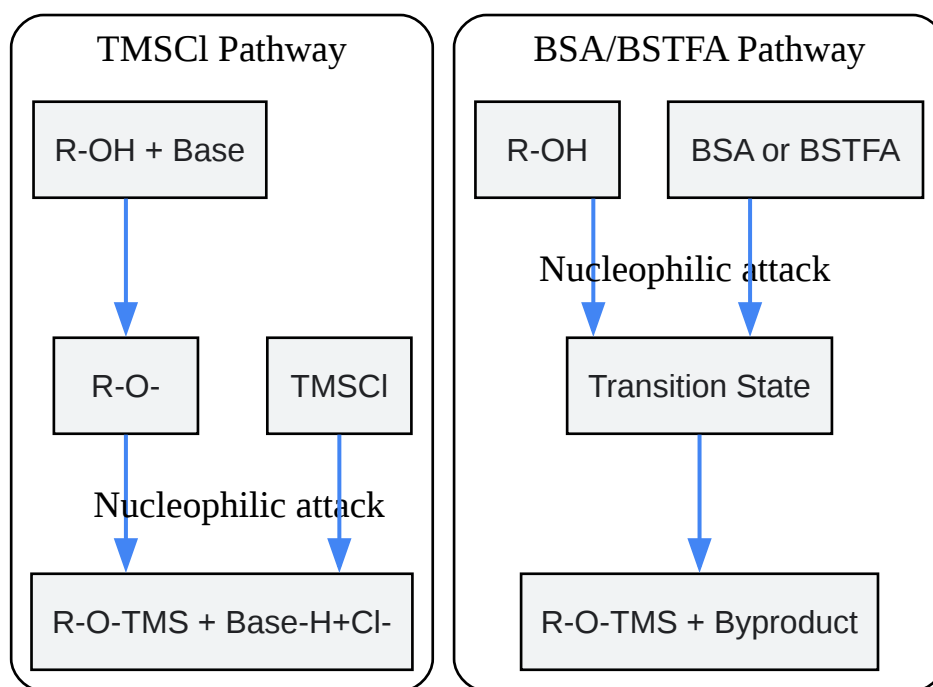 TMSCl Pathway
R-OH + Base
R-O-
TMSCl
Nucleophilic attack
R-O-TMS + Base-H+Cl-
BSA/BSTFA Pathway
R-OH
BSA or BSTFA
Nucleophilic attack
Transition State
R-O-TMS + Byproduct